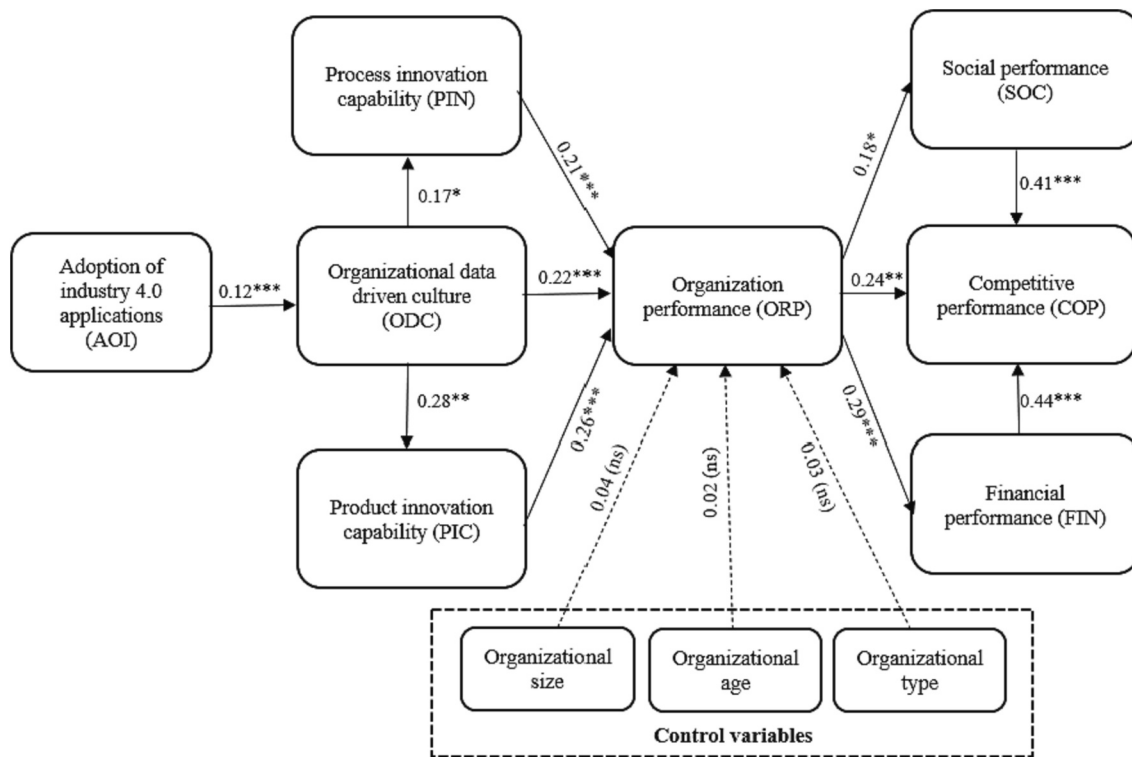 Process innovation
capability (PIN)
Social performance
(SOC)
0.21***
0.18*
0.17*
0.41***
Adoption of
industry 4.0
applications
(AOI)
0.12***
Organizational data
driven culture
(ODC)
0.22***
Organization
performance (ORP)
0.24**
Competitive
performance (COP)
0.28**
0.26***
0.29***
0.44***
Product innovation
capability (PIC)
0.04 (ns)
0.02 (ns)
0.03 (ns)
Financial
performance (FIN)
Organizational
size
Organizational
age
Organizational
type
Control variables